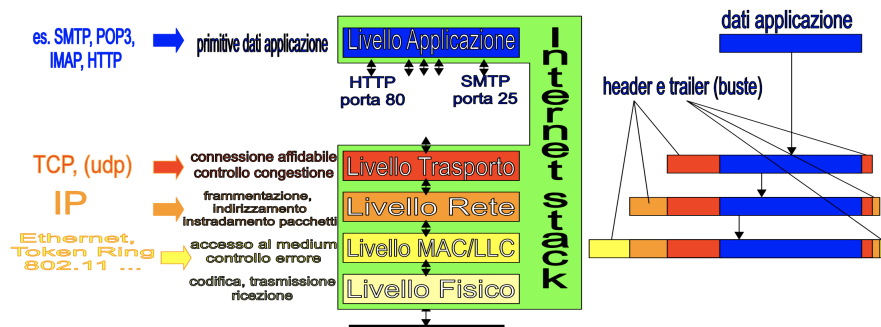 es. SMTP, POP3,
IMAP, HTTP
primitive dati applicazione
Livello Applicazione
HTTP
porta 80
SMTP
porta 25
TCP, (udp)
connessione affidabile
controllo congestione
Livello Trasporto
IP
frammentazione,
indirizzamento
instradamento pacchetti
Livello Rete
Ethernet,
Token Ring
802.11 ...
accesso al medium
controllo errore
Livello MAC/LLC
codifica, trasmissione
ricezione
Livello Fisico
Internet stack
dati applicazione
header e trailer (buste)